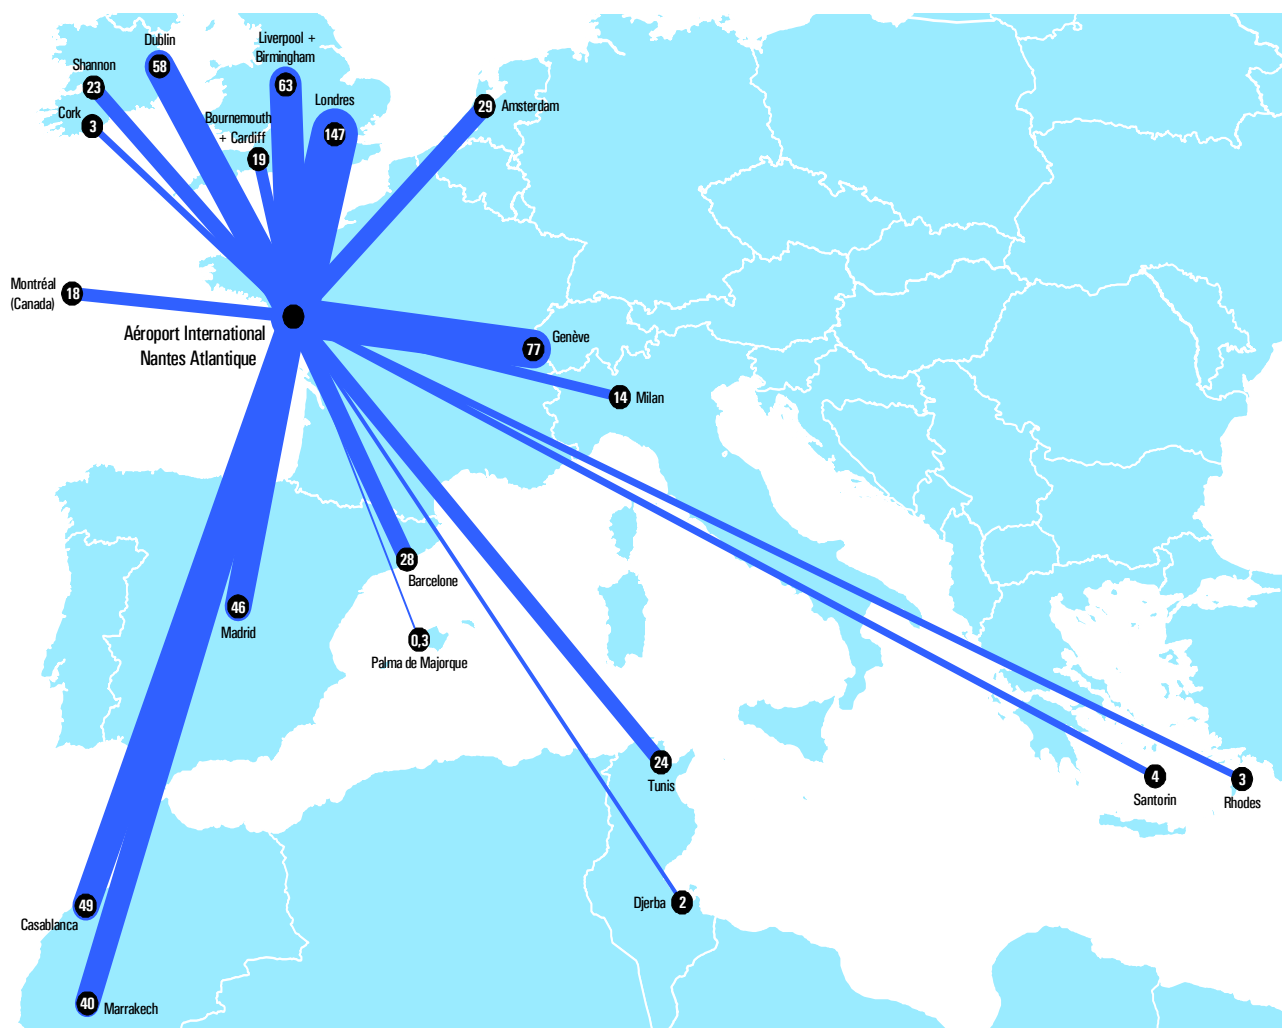 Dublin
58
Liverpool +
Birmingham
63
Shannon
23
Londres
147
Cork
3
Bournemouth
+ Cardiff
19
29
Amsterdam
Montréal
(Canada)
18
Aéroport International
Nantes Atlantique
Genève
77
14
Milan
28
Barcelone
46
Madrid
0,3
Palma de Majorque
24
Tunis
4
Santorin
3
Rhodes
49
Casablanca
Djerba
2
40
Marrakech